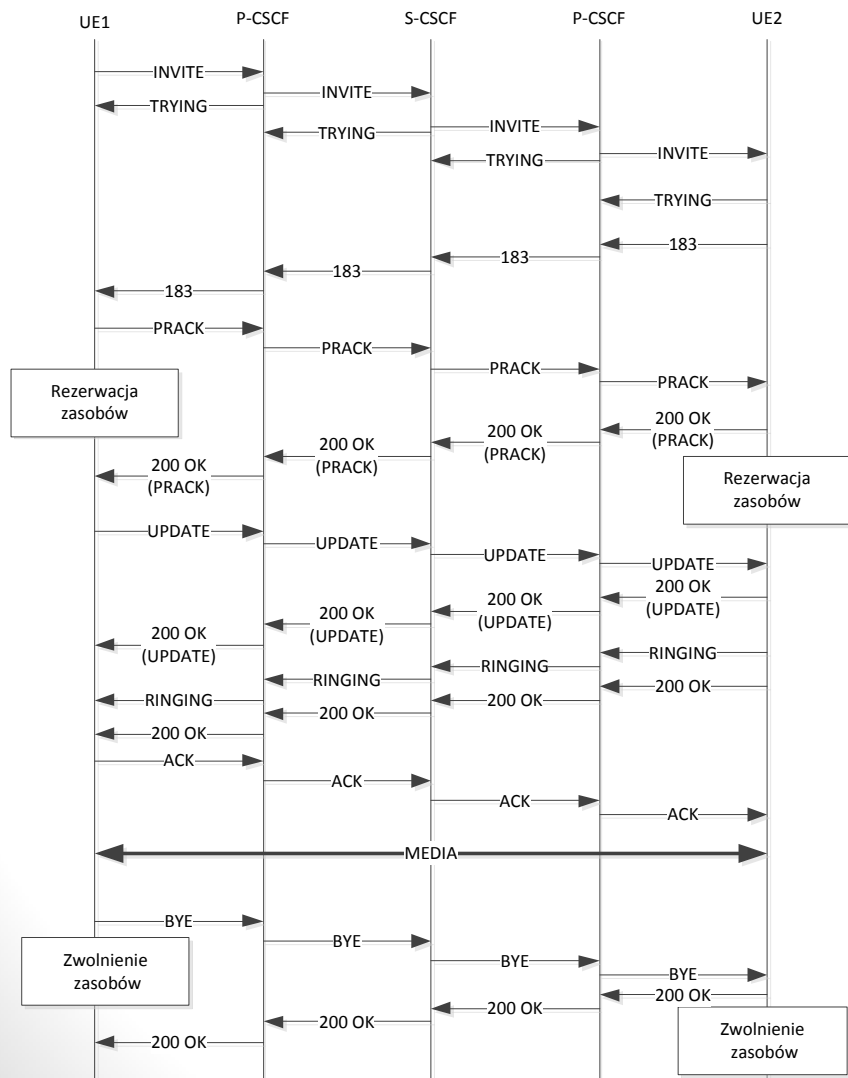 UE1
P-CSCF
S-CSCF
P-CSCF
UE2
INVITE
INVITE
TRYING
INVITE
TRYING
INVITE
TRYING
TRYING
183
183
183
183
PRACK
PRACK
PRACK
PRACK
Rezerwacja
zasobów
200 OK
(PRACK)
200 OK
(PRACK)
200 OK
(PRACK)
200 OK
(PRACK)
Rezerwacja
zasobów
UPDATE
UPDATE
UPDATE
UPDATE
200 OK
(UPDATE)
200 OK
(UPDATE)
200 OK
(UPDATE)
200 OK
(UPDATE)
RINGING
RINGING
RINGING
RINGING
200 OK
200 OK
200 OK
200 OK
ACK
ACK
ACK
ACK
MEDIA
BYE
BYE
BYE
BYE
Zwolnienie
zasobów
200 OK
200 OK
200 OK
200 OK
Zwolnienie
zasobów